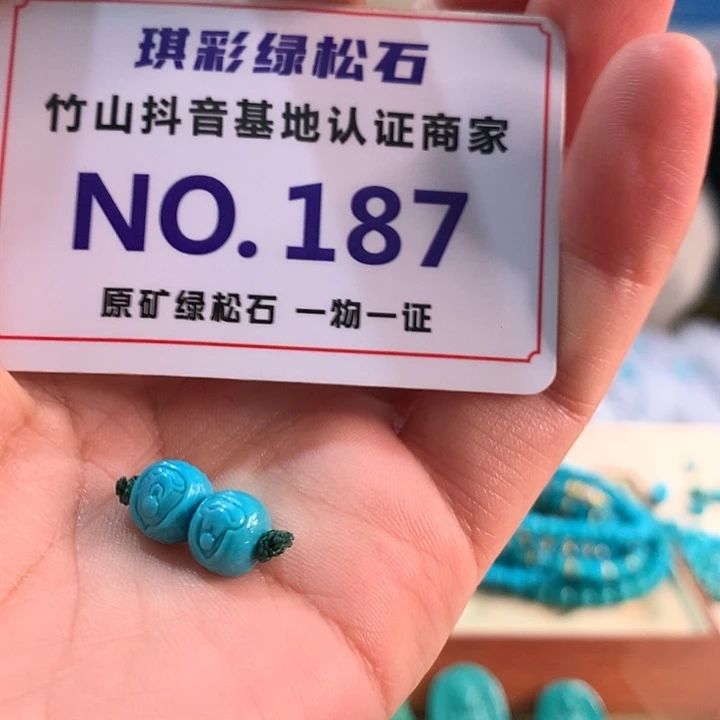 琪彩绿松石
竹山抖音基地认证商家
NO.187
原矿绿松石 一物一证